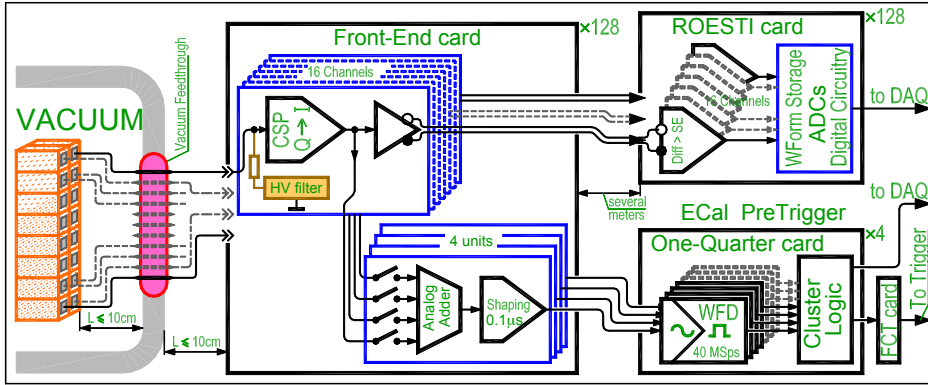 VACUUM
Vacuum Feedthrough
L ⩽ 10cm
L ⩽ 10cm
Front-End card
×128
16 Channels
CSP
Q → I
HV filter
4 units
Analog
Adder
Shaping
0.1µs
several
meters
ROESTI card
×128
16 Channels
Diff > SE
WForm Storage
ADCs
Digital Circuitry
to DAQ
ECal PreTrigger
One-Quarter card
×4
WFD
40 MSps
Cluster
Logic
to DAQ
FCT card
To Trigger